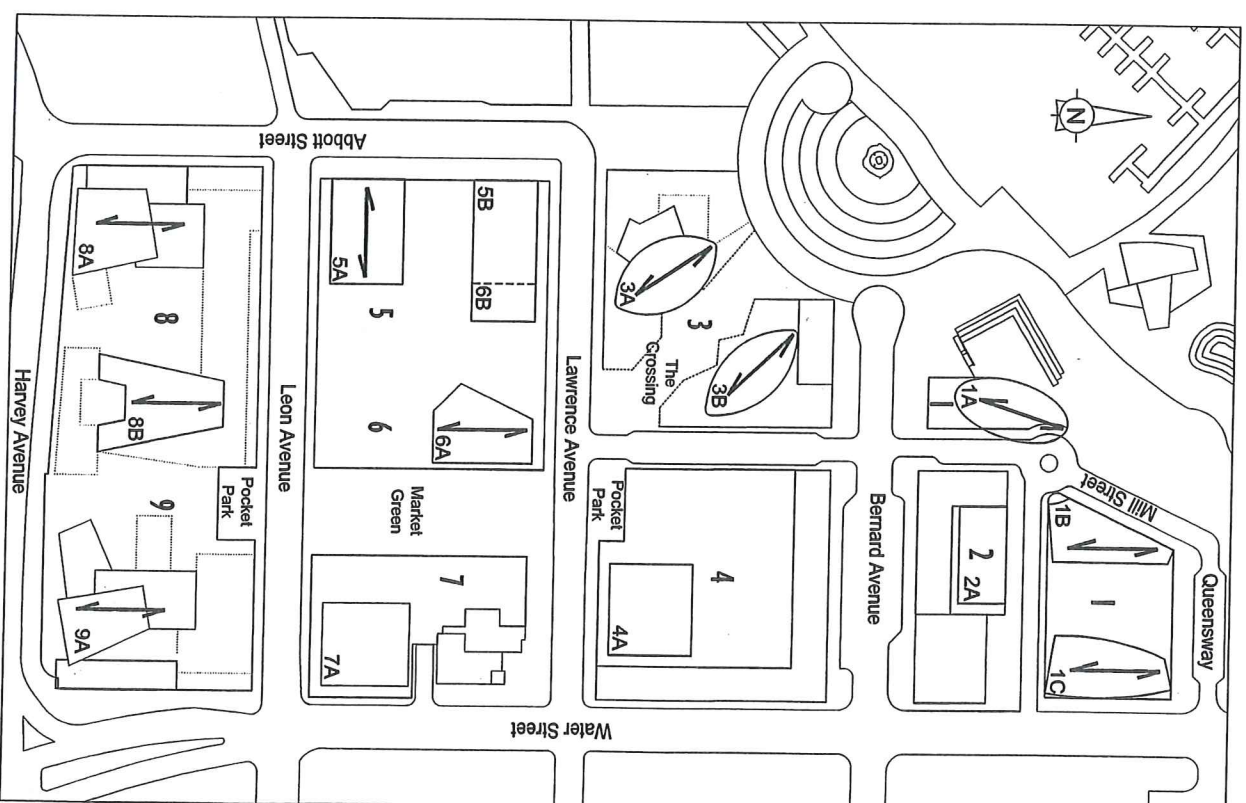 N
Abbott Street
5B
6B
5A
5
8A
8
3A
3
The
Crossing
3B
1A
1
Mill Street
Queensway
Lawrence Avenue
Leon Avenue
Harvey Avenue
8B
6
6A
Market
Green
Pocket
Park
Pocket
Park
Bernard Avenue
1B
2
2A
1
1C
9
9A
7
7A
4
4A
Water Street